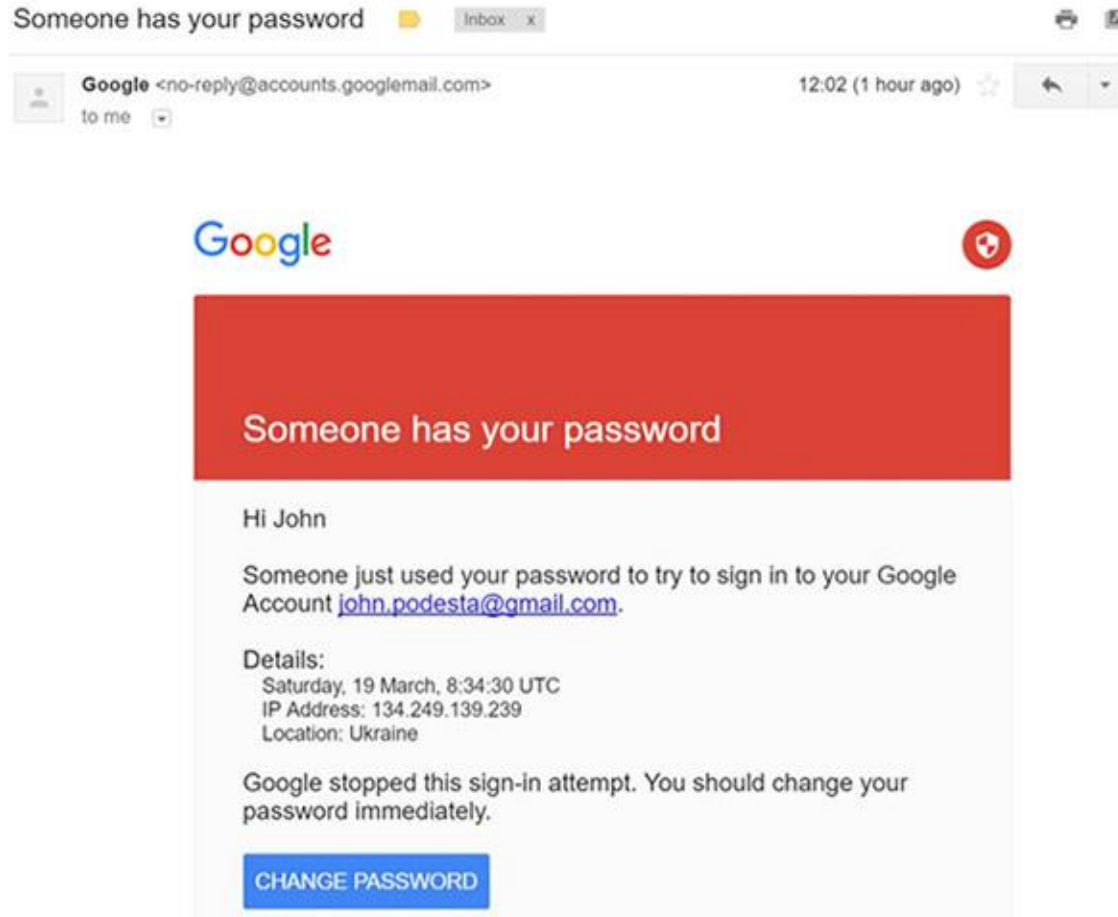 Someone has your password Inbox x
Google <no-reply@accounts.googlemail.com> 12:02 (1 hour ago)
to me
Google
Someone has your password
Hi John
Someone just used your password to try to sign in to your Google
Account john.podesta@gmail.com.
Details:
Saturday, 19 March, 8:34:30 UTC
IP Address: 134.249.139.239
Location: Ukraine
Google stopped this sign-in attempt. You should change your
password immediately.
CHANGE PASSWORD